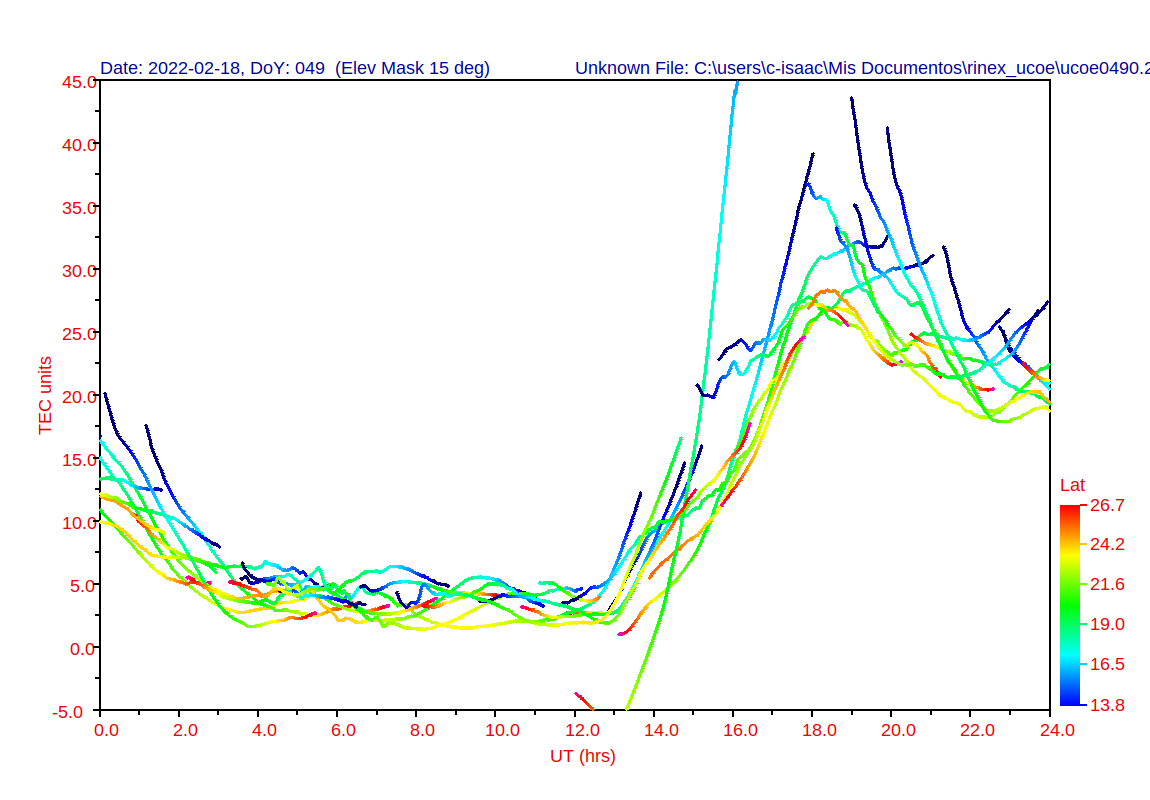 Date: 2022-02-18, DoY: 049  (Elev Mask 15 deg)
Unknown File: C:\users\c-isaac\Mis Documentos\rinex_ucoe\ucoe0490.2
45.0
40.0
35.0
30.0
25.0
20.0
15.0
10.0
5.0
0.0
-5.0
TEC units
0.0 2.0 4.0 6.0 8.0 10.0 12.0 14.0 16.0 18.0 20.0 22.0 24.0
UT (hrs)
Lat
26.7
24.2
21.6
19.0
16.5
13.8